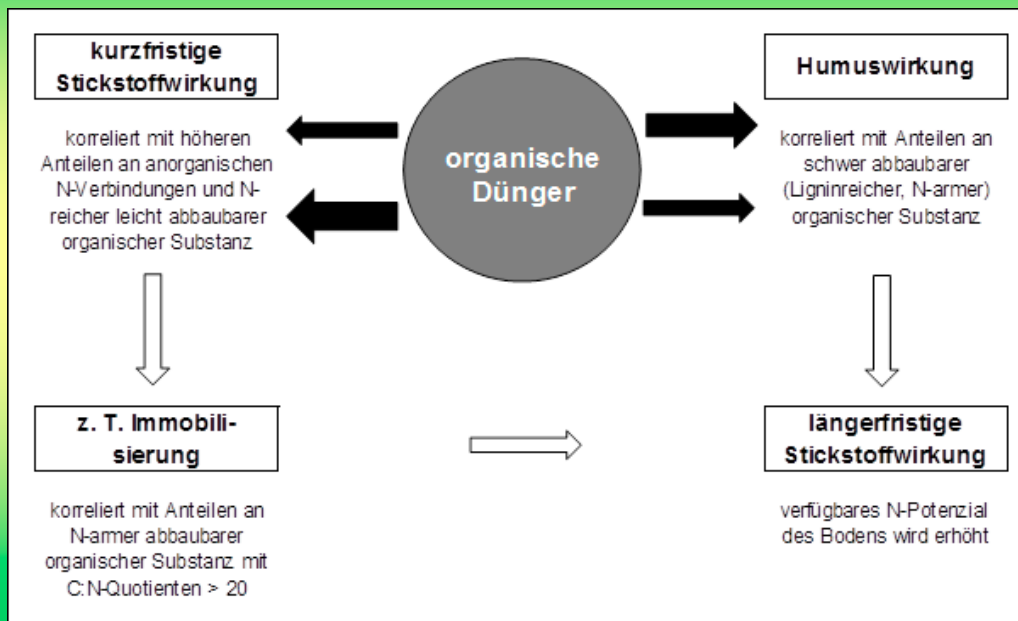 kurzfristige
Stickstoffwirkung
korreliert mit höheren
Anteilen an anorganischen
N-Verbindungen und N-
reicher leicht abbaubarer
organischer Substanz
organische
Dünger
Humuswirkung
korreliert mit Anteilen an
schwer abbaubarer
(Ligninreicher, N-armer)
organischer Substanz
z. T. Immobili-
sierung
korreliert mit Anteilen an
N-armer abbaubarer
organischer Substanz mit
C:N-Quotienten > 20
längerfristige
Stickstoffwirkung
verfügbares N-Potenzial
des Bodens wird erhöht